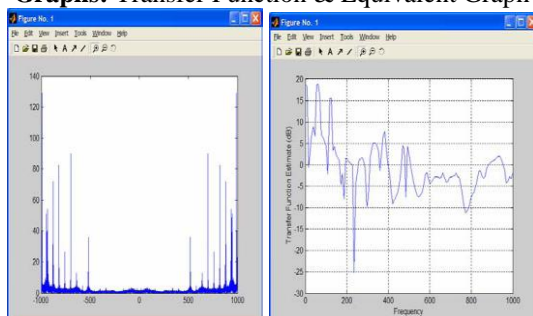 Graphs: Transfer Function & Equivalent Graph
Figure No. 1
File Edit View Insert Tools Window Help
140
120
100
80
60
40
20
0
-1000 -500 0 500 1000
Figure No. 1
File Edit View Insert Tools Window Help
Transfer Function Estimate (dB)
20
15
10
5
0
-5
-10
-15
-20
-25
-30
0 200 400 600 800 1000
Frequency